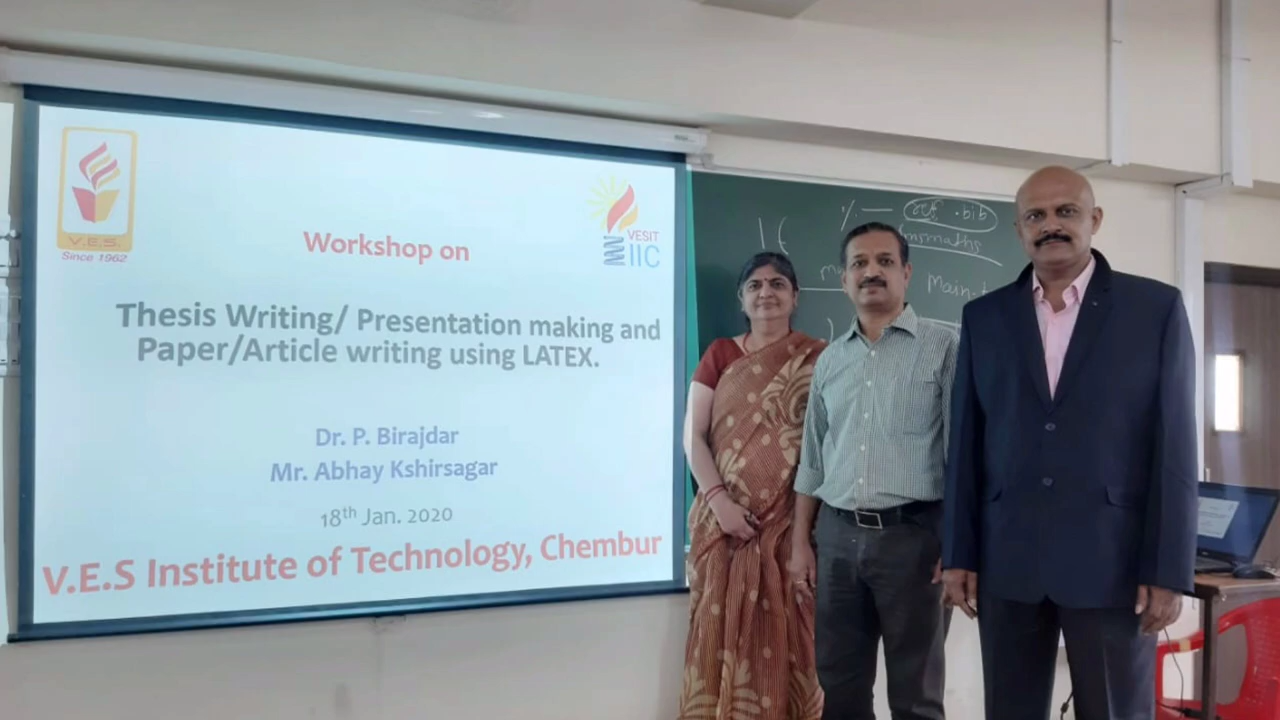 V.E.S.
Since 1962
VESIT
IIC
Workshop on
Thesis Writing/ Presentation making and
Paper/Article writing using LATEX.
Dr. P. Birajdar
Mr. Abhay Kshirsagar
18th Jan. 2020
V.E.S Institute of Technology, Chembur
% — ref .bib
Main-